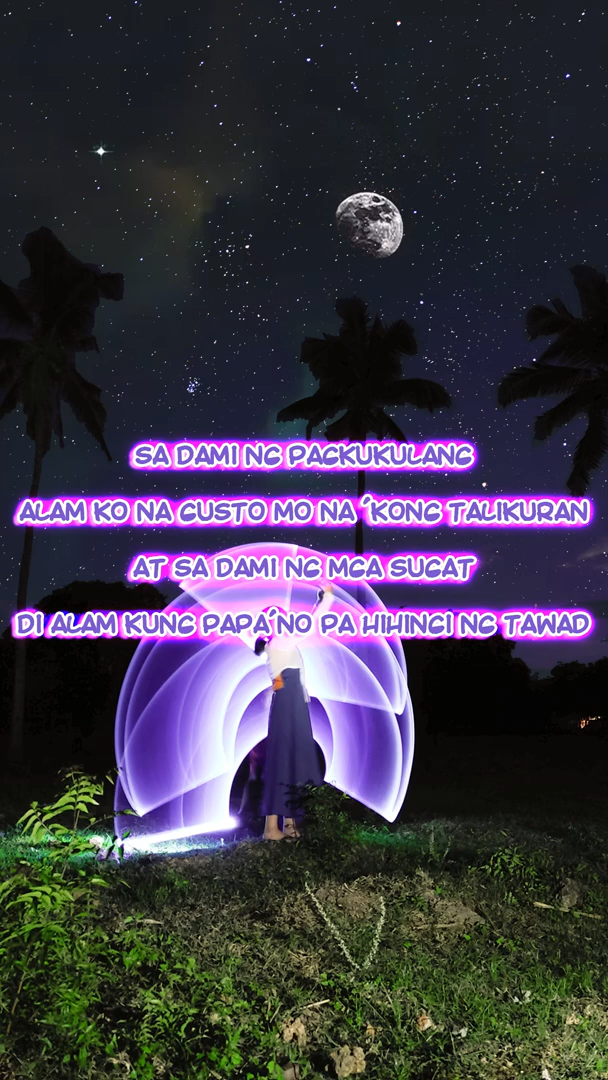 SA DAMI NG PAGKUKULANG
ALAM KO NA GUSTO MO NA 'KONG TALIKURAN
AT SA DAMI NG MGA SUGAT
DI ALAM KUNG PAPA'NO PA HIHINGI NG TAWAD